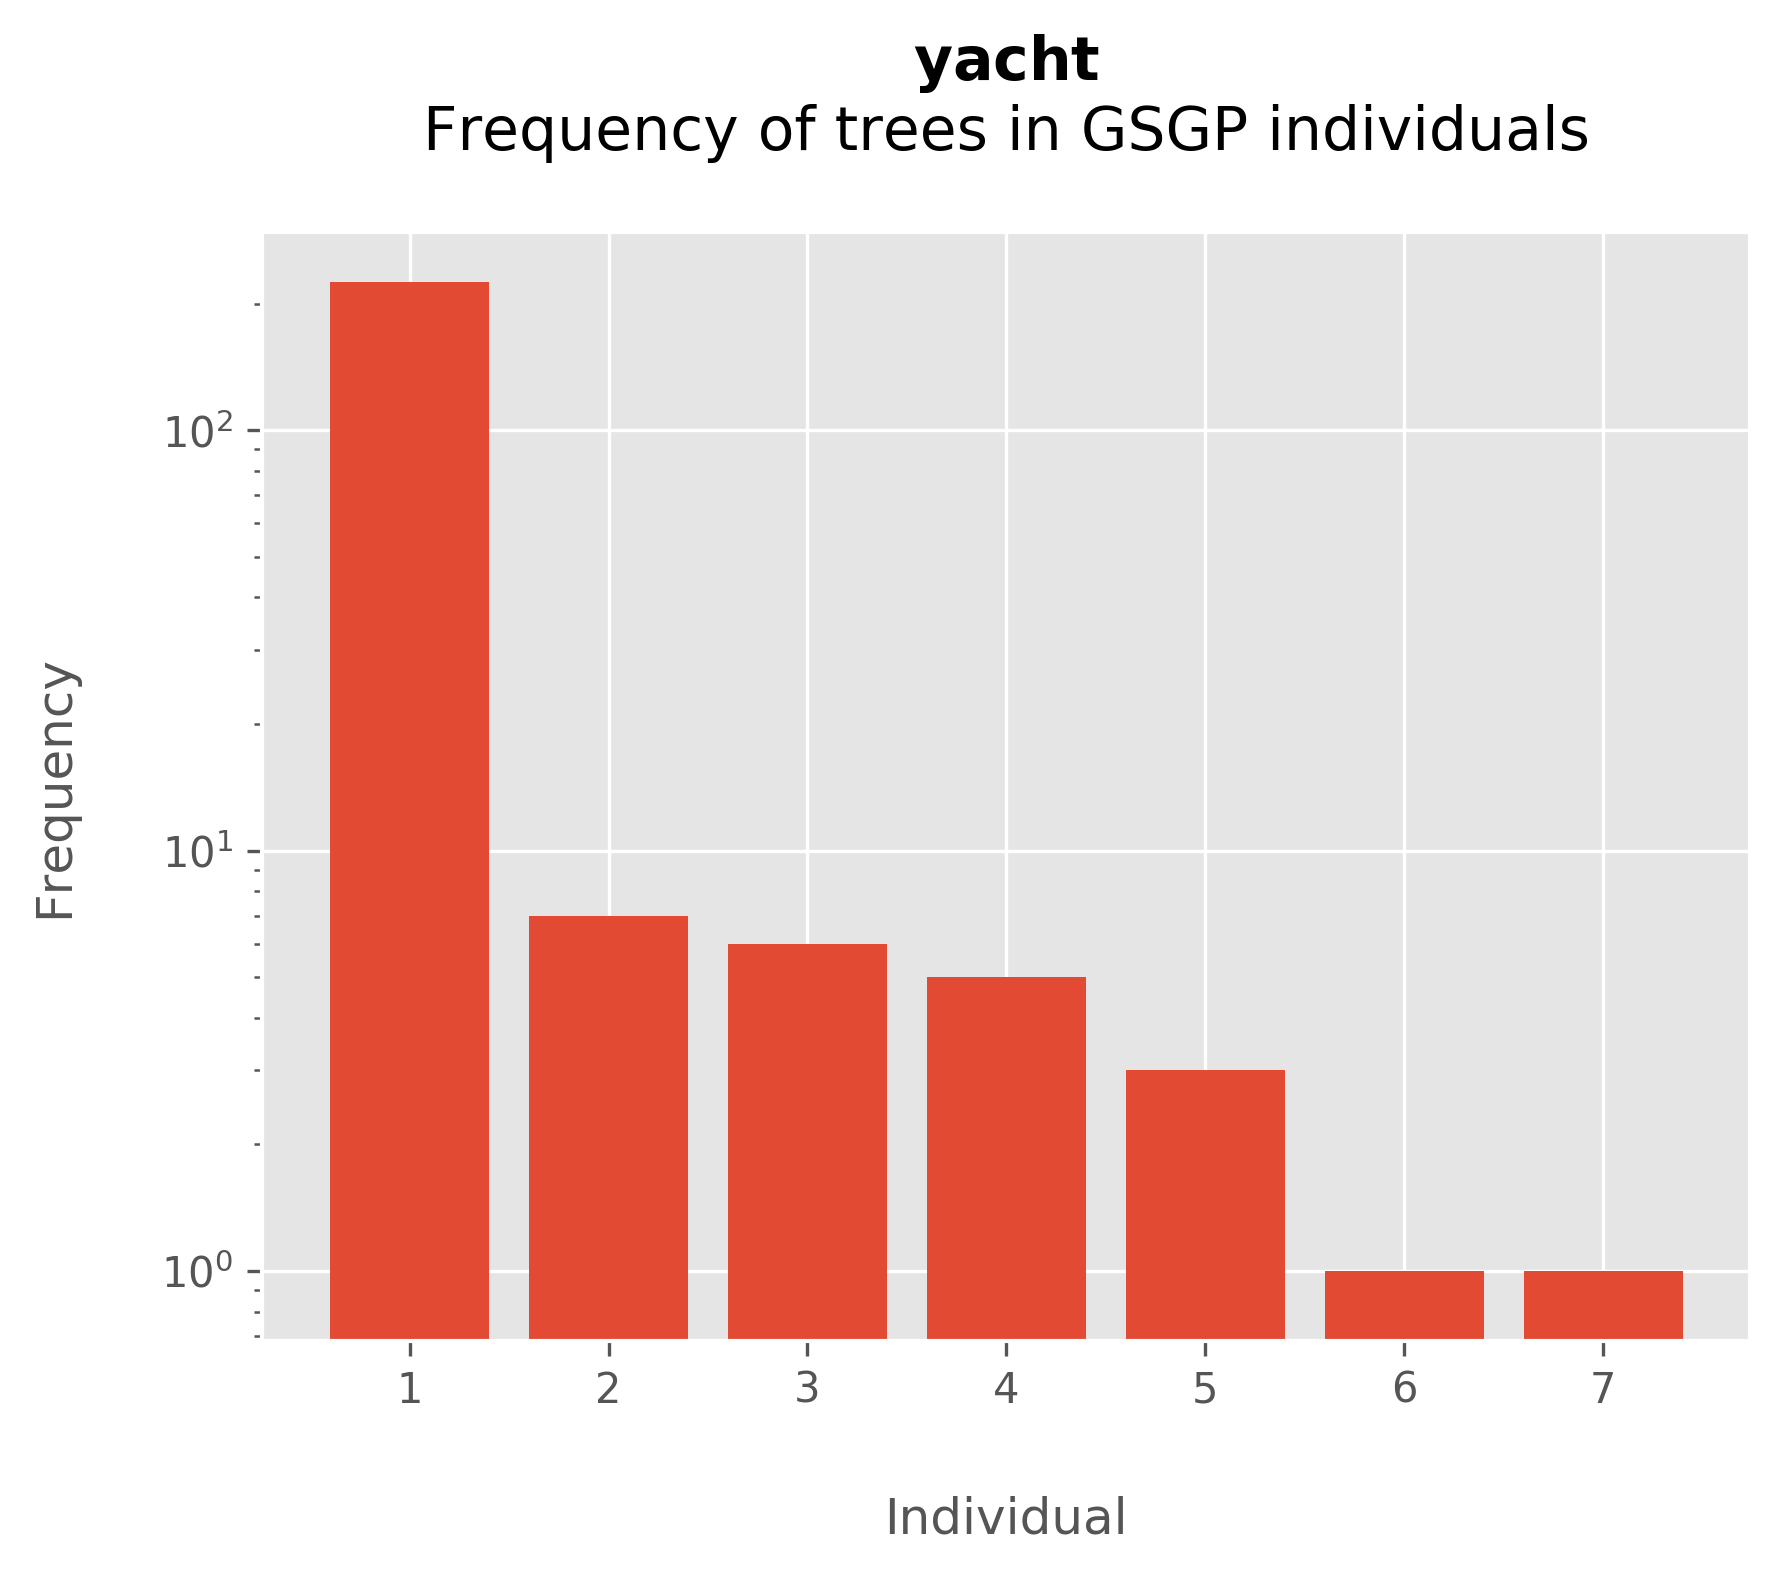 yacht
Frequency of trees in GSGP individuals
Frequency
10²
10¹
10⁰
1 2 3 4 5 6 7
Individual